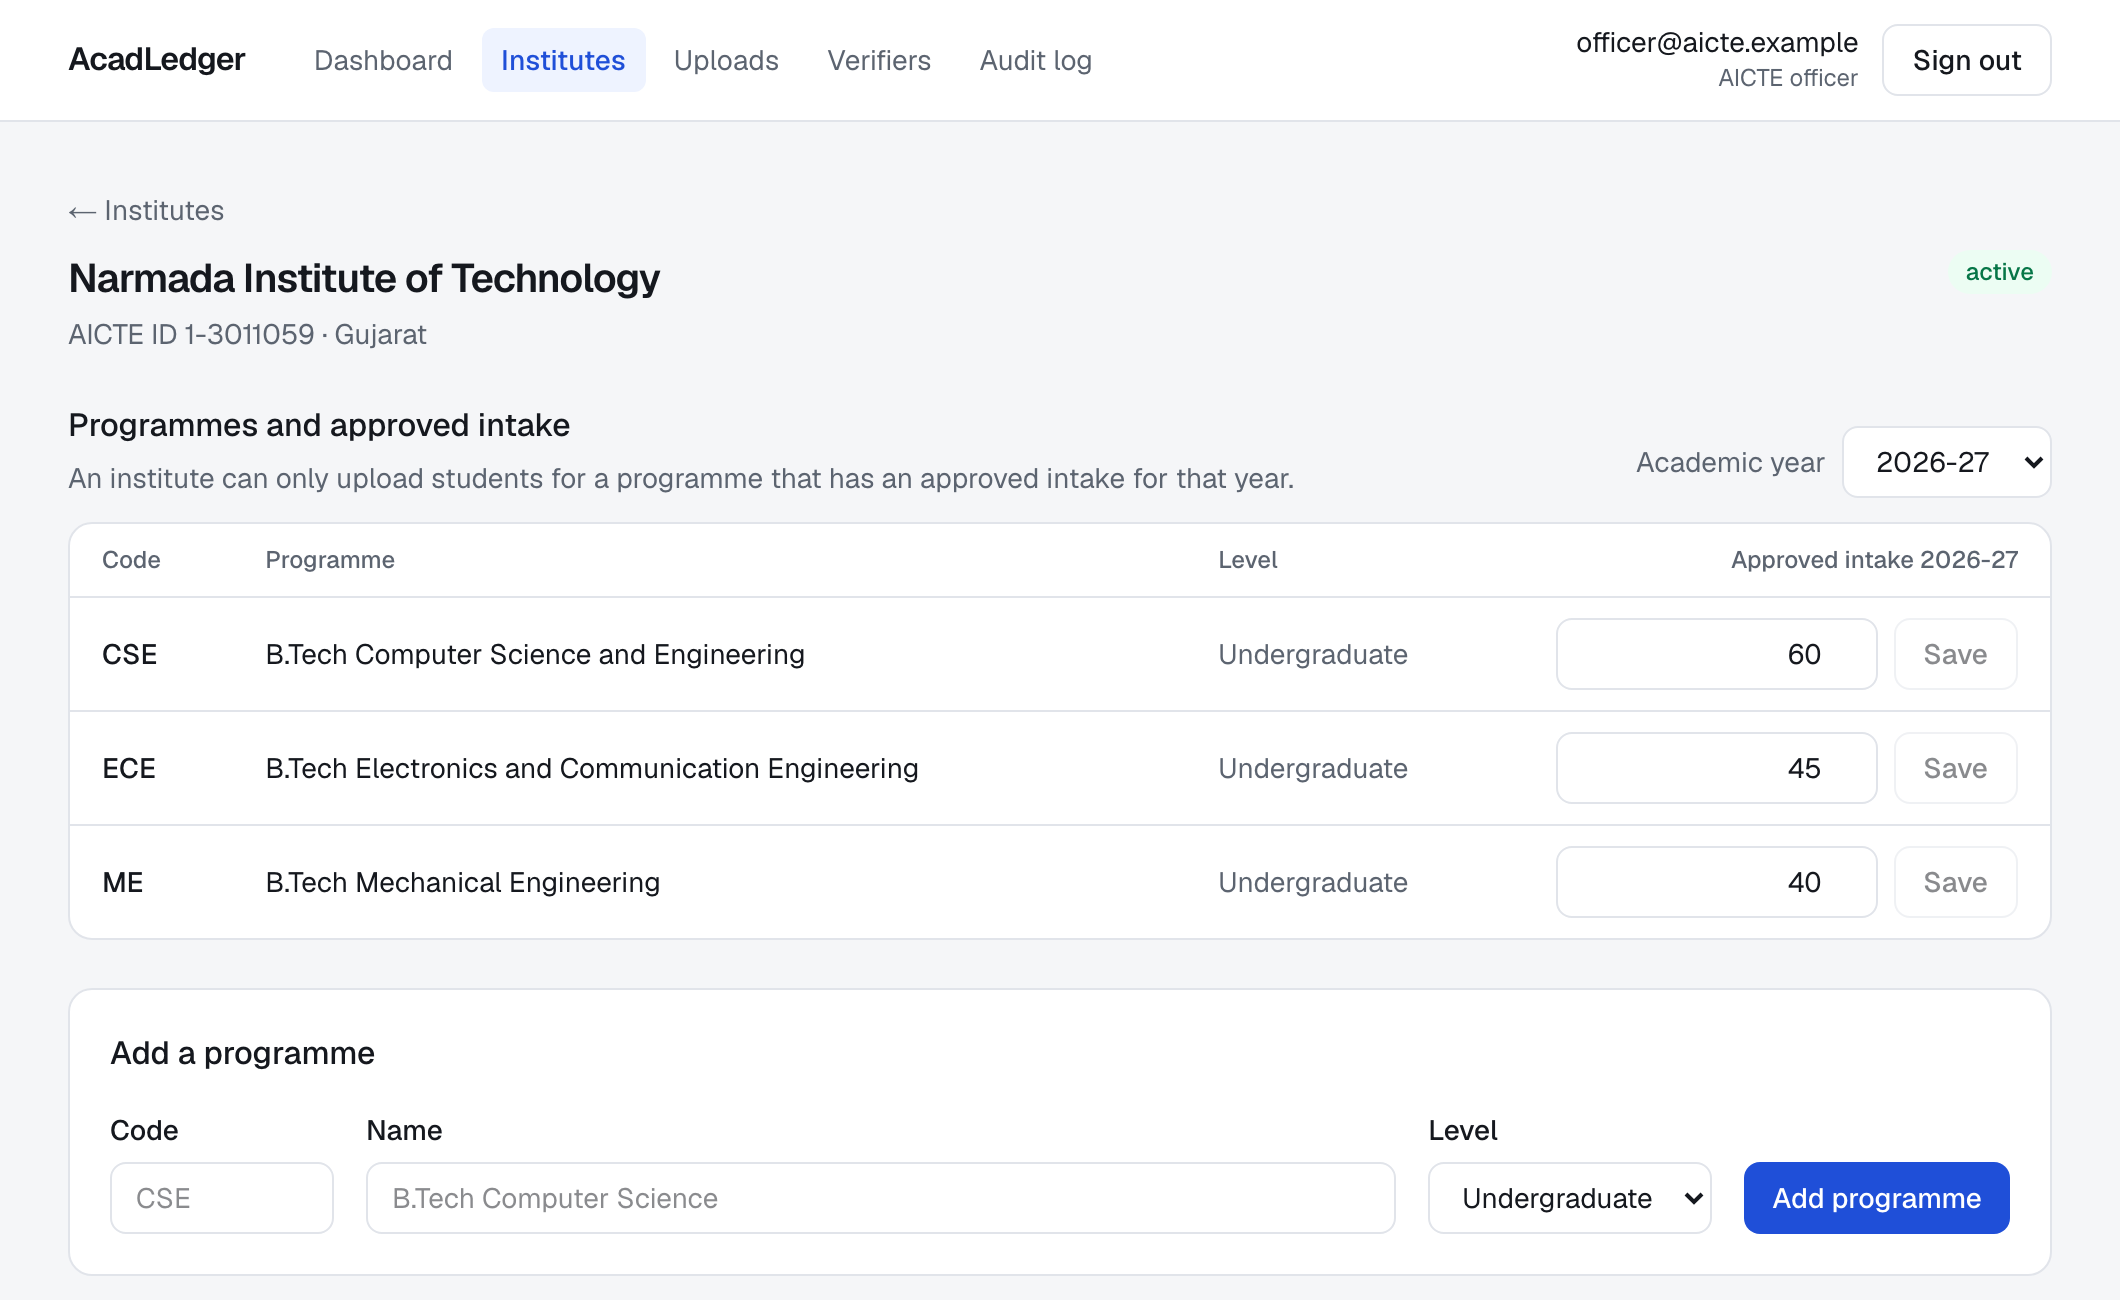 AcadLedger Dashboard Institutes Uploads Verifiers Audit log officer@aicte.example Sign out
AICTE officer
← Institutes
Narmada Institute of Technology active
AICTE ID 1-3011059 · Gujarat
Programmes and approved intake
An institute can only upload students for a programme that has an approved intake for that year. Academic year 2026-27
Code Programme Level Approved intake 2026-27
CSE B.Tech Computer Science and Engineering Undergraduate 60 Save
ECE B.Tech Electronics and Communication Engineering Undergraduate 45 Save
ME B.Tech Mechanical Engineering Undergraduate 40 Save
Add a programme
Code Name Level
CSE B.Tech Computer Science Undergraduate Add programme